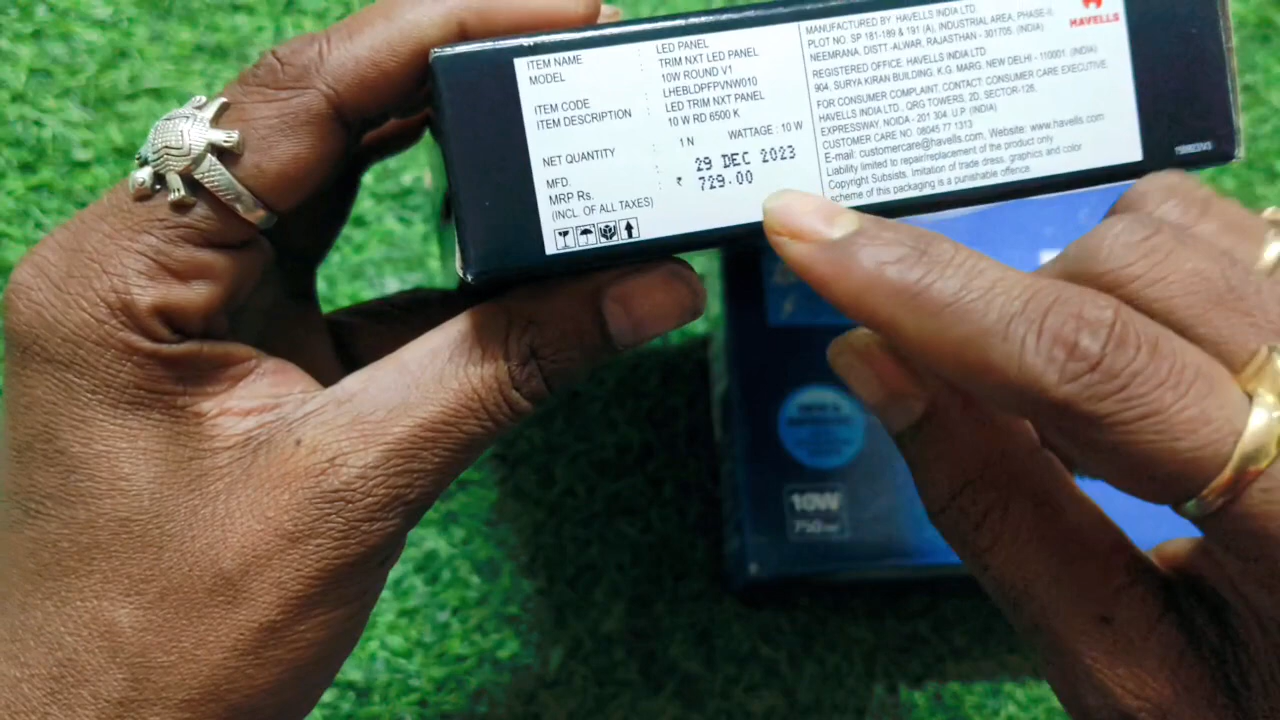 ITEM NAME : LED PANEL
MODEL : TRIM NXT LED PANEL
10W ROUND V1
ITEM CODE : LHEBLDPFPVNW010
ITEM DESCRIPTION : LED TRIM NXT PANEL
10 W RD 6500 K
NET QUANTITY : 1 N WATTAGE : 10 W
MFD. : 29 DEC 2023
MRP Rs. : ₹ 729.00
(INCL. OF ALL TAXES)
MANUFACTURED BY HAVELLS INDIA LTD
PLOT NO. SP 181-189 & 191 (A), INDUSTRIAL AREA, PHASE-II,
NEEMRANA, DISTT.-ALWAR, RAJASTHAN - 301705. (INDIA)
REGISTERED OFFICE: HAVELLS INDIA LTD
904, SURYA KIRAN BUILDING, K.G. MARG, NEW DELHI - 110001. (INDIA)
FOR CONSUMER COMPLAINT, CONTACT: CONSUMER CARE EXECUTIVE,
HAVELLS INDIA LTD., QRG TOWERS, 2D, SECTOR-126,
EXPRESSWAY, NOIDA - 201 304. U.P. (INDIA)
CUSTOMER CARE NO. 08045 77 1313
E-mail: customercare@havells.com, Website: www.havells.com
Liability limited to repair/replacement of the product only
Copyright Subsists. Imitation of trade dress, graphics and color
scheme of this packaging is a punishable offence
HAVELLS
10W
750